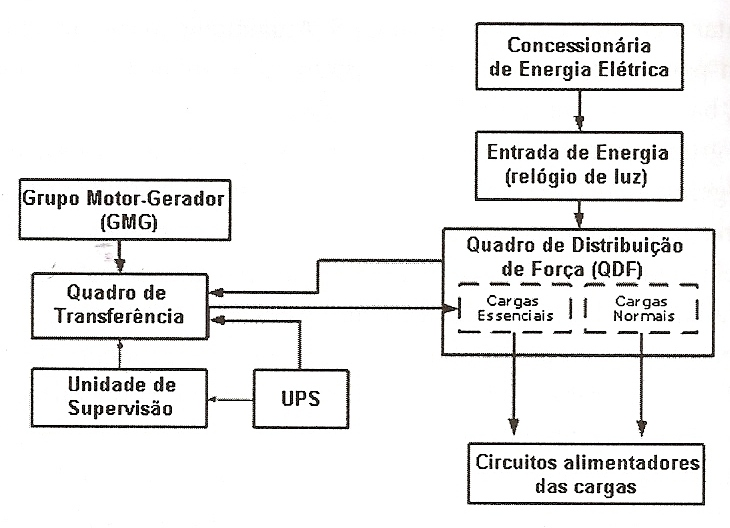 Concessionária
de Energia Elétrica
Entrada de Energia
(relógio de luz)
Grupo Motor-Gerador
(GMG)
Quadro de Distribuição
de Força (QDF)
Cargas
Essenciais
Cargas
Normais
Quadro de
Transferência
Unidade de
Supervisão
UPS
Circuitos alimentadores
das cargas